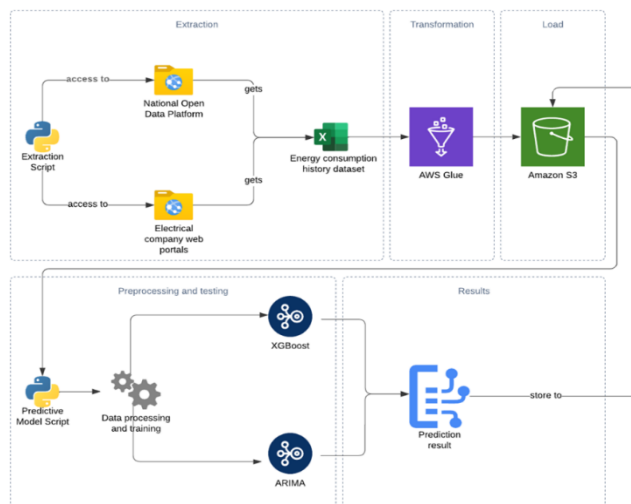 Extraction
Transformation
Load
access to
National Open
Data Platform
gets
Extraction
Script
X
Energy consumption
history dataset
AWS Glue
Amazon S3
access to
gets
Electrical
company web
portals
Preprocessing and testing
Results
XGBoost
Predictive
Model Script
Data processing
and training
Prediction
result
store to
ARIMA